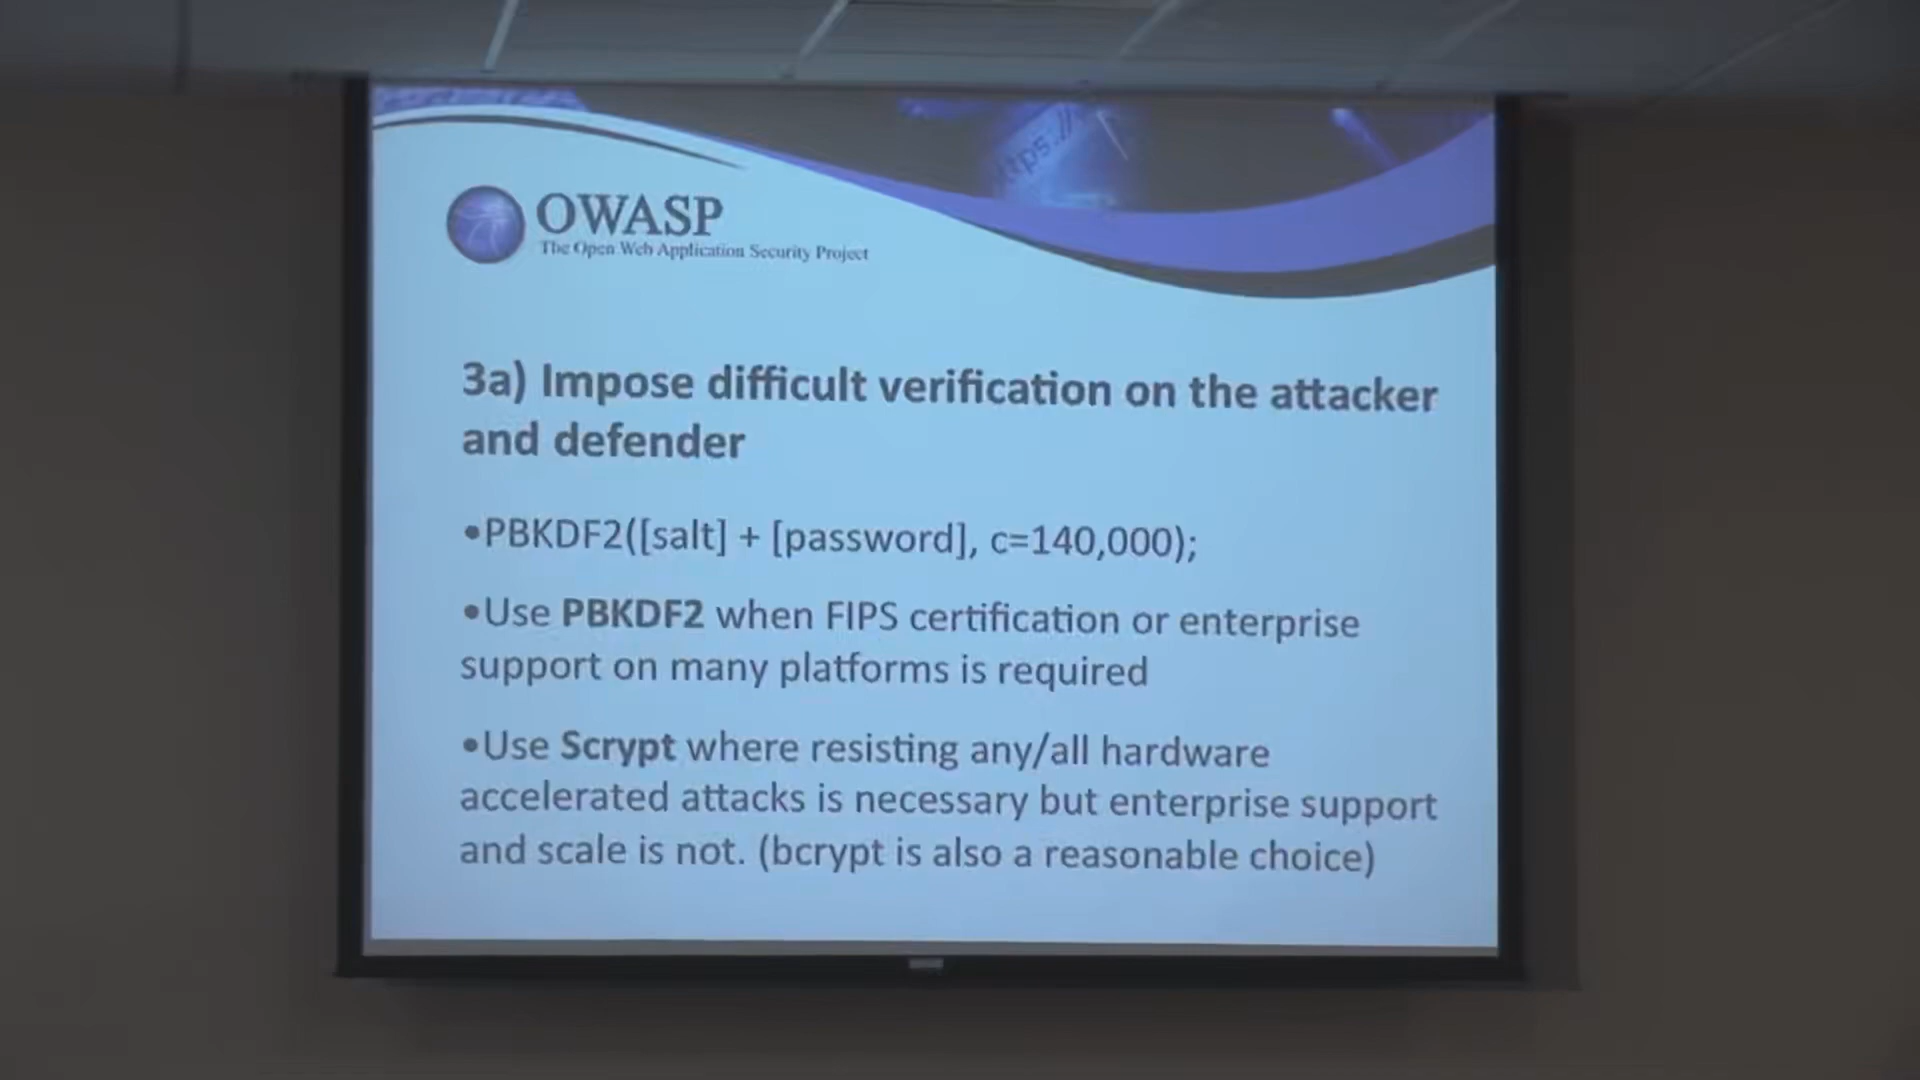 ttps://
OWASP
The Open Web Application Security Project
3a) Impose difficult verification on the attacker
and defender
•PBKDF2([salt] + [password], c=140,000);
•Use PBKDF2 when FIPS certification or enterprise
support on many platforms is required
•Use Scrypt where resisting any/all hardware
accelerated attacks is necessary but enterprise support
and scale is not. (bcrypt is also a reasonable choice)